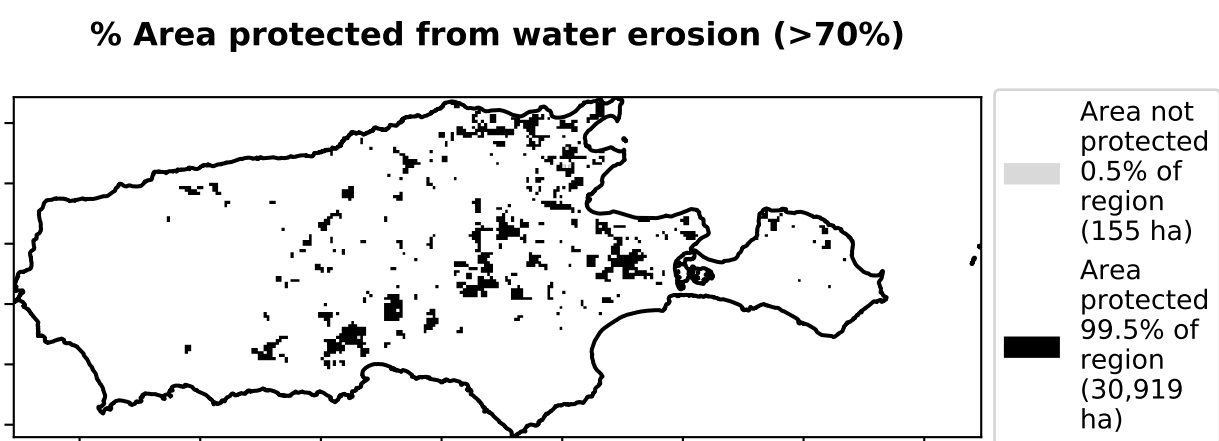 % Area protected from water erosion (>70%)
Area not
protected
0.5% of
region
(155 ha)
Area
protected
99.5% of
region
(30,919
ha)